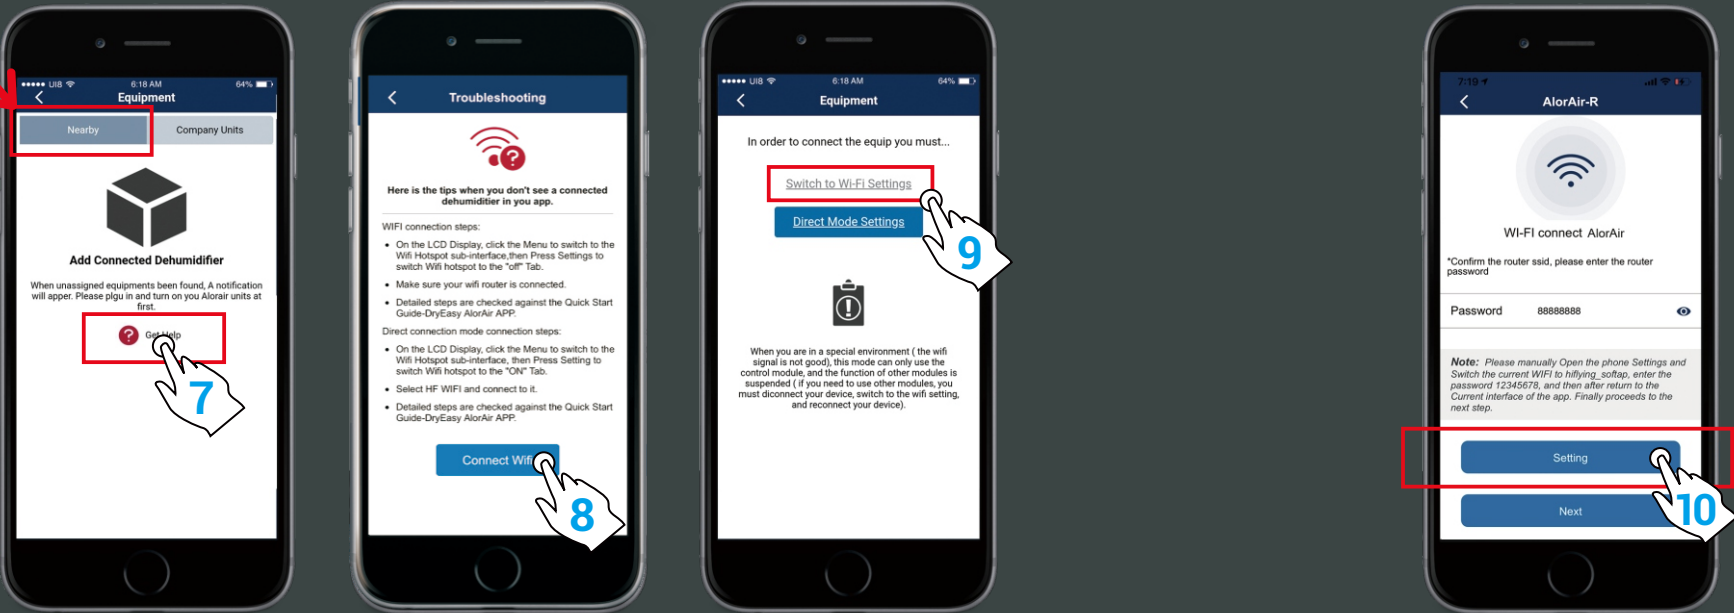 ●●●●● UI8
6:18 AM
64%
Equipment
Nearby
Company Units
Add Connected Dehumidifier
When unassigned equipments been found, A notification
will apper. Please plgu in and turn on you Alorair units at
first.
Get Help
7
Troubleshooting
Here is the tips when you don't see a connected
dehumiditier in you app.
WIFI connection steps:
• On the LCD Display, click the Menu to switch to the
Wifi Hotspot sub-interface,then Press Settings to
switch Wifi hotspot to the "off" Tab.
• Make sure your wifi router is connected.
• Detailed steps are checked against the Quick Start
Guide-DryEasy AlorAir APP.
Direct connection mode connection steps:
• On the LCD Display, click the Menu to switch to the
Wifi Hotspot sub-interface, then Press Setting to
switch Wifi hotspot to the "ON" Tab.
• Select HF WIFI and connect to it.
• Detailed steps are checked against the Quick Start
Guide-DryEasy AlorAir APP.
Connect Wifi
8
●●●●● UI8
6:18 AM
64%
Equipment
In order to connect the equip you must...
Switch to Wi-Fi Settings
Direct Mode Settings
9
When you are in a special environment ( the wifi
signal is not good), this mode can only use the
control module, and the function of other modules is
suspended ( if you need to use other modules, you
must diconnect your device, switch to the wifi setting,
and reconnect your device).
7:19
AlorAir-R
WI-FI connect AlorAir
*Confirm the router ssid, please enter the router
password
Password 88888888
Note: Please manually Open the phone Settings and
Switch the current WIFI to hiflying_softap, enter the
password 12345678, and then after return to the
Current interface of the app. Finally proceeds to the
next step.
Setting
Next
10